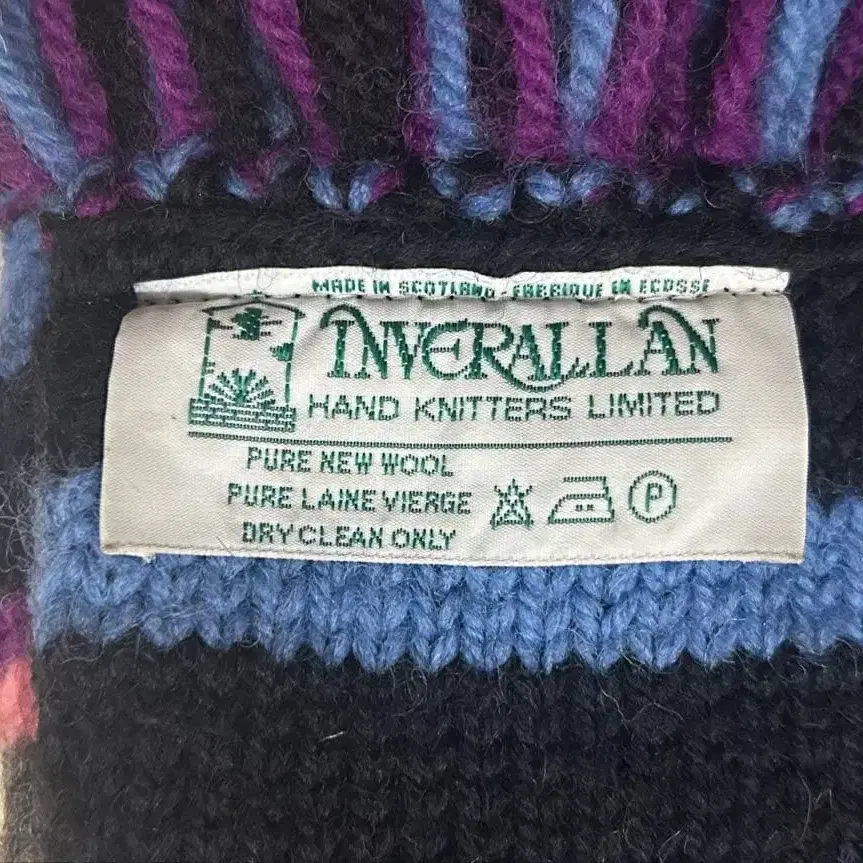 MADE IN SCOTLAND FABRIQUE EN ECOSSE
INVERALLAN
HAND KNITTERS LIMITED
PURE NEW WOOL
PURE LAINE VIERGE
DRY CLEAN ONLY
P